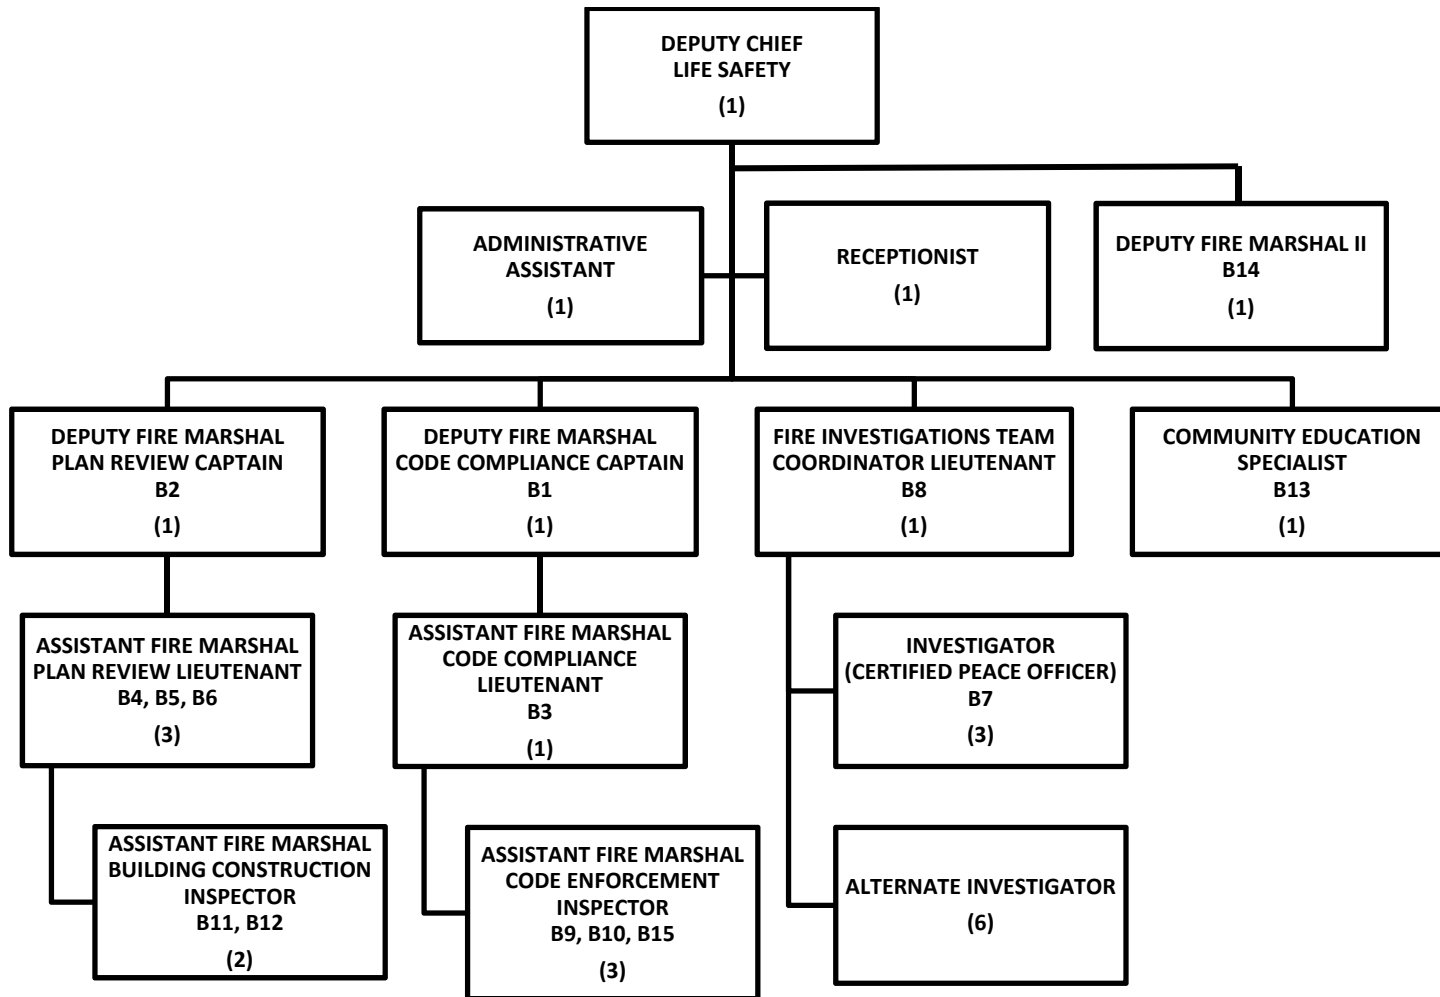 DEPUTY CHIEF
LIFE SAFETY
(1)
ADMINISTRATIVE
ASSISTANT
(1)
RECEPTIONIST
(1)
DEPUTY FIRE MARSHAL II
B14
(1)
DEPUTY FIRE MARSHAL
PLAN REVIEW CAPTAIN
B2
(1)
DEPUTY FIRE MARSHAL
CODE COMPLIANCE CAPTAIN
B1
(1)
FIRE INVESTIGATIONS TEAM
COORDINATOR LIEUTENANT
B8
(1)
COMMUNITY EDUCATION
SPECIALIST
B13
(1)
ASSISTANT FIRE MARSHAL
PLAN REVIEW LIEUTENANT
B4, B5, B6
(3)
ASSISTANT FIRE MARSHAL
CODE COMPLIANCE
LIEUTENANT
B3
(1)
INVESTIGATOR
(CERTIFIED PEACE OFFICER)
B7
(3)
ASSISTANT FIRE MARSHAL
BUILDING CONSTRUCTION
INSPECTOR
B11, B12
(2)
ASSISTANT FIRE MARSHAL
CODE ENFORCEMENT
INSPECTOR
B9, B10, B15
(3)
ALTERNATE INVESTIGATOR
(6)